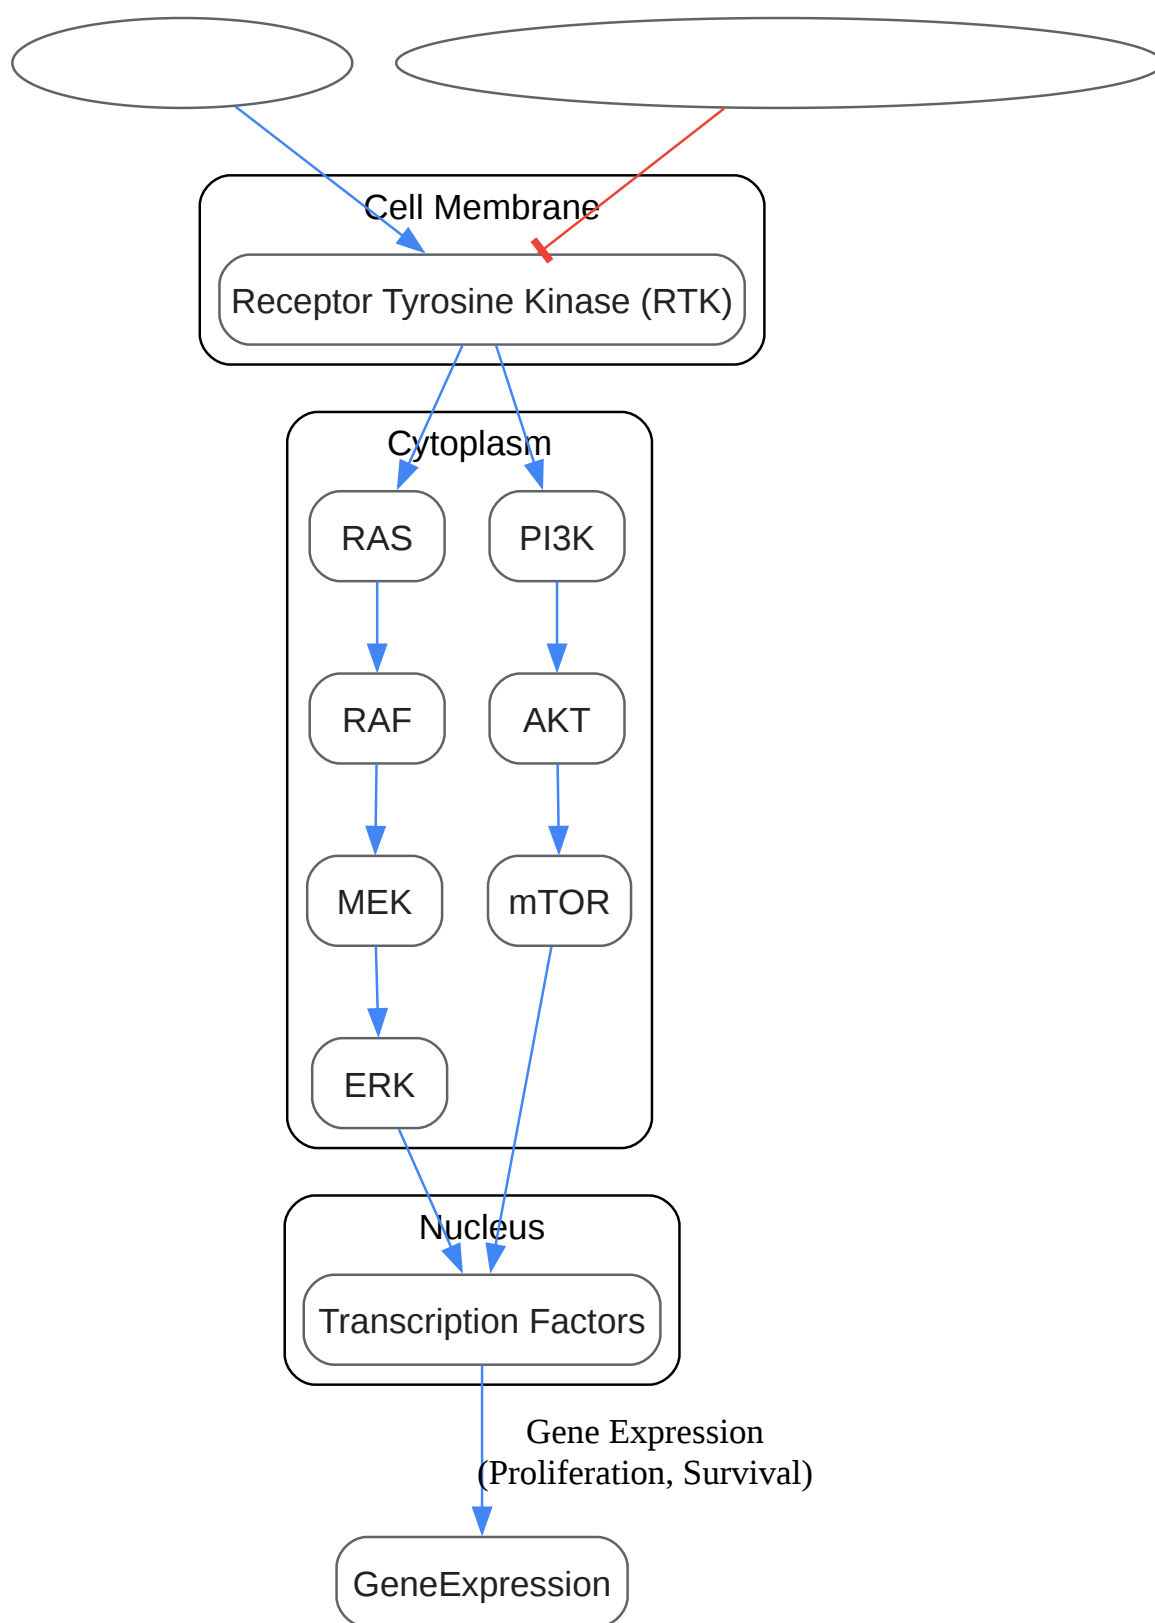 Cell Membrane
Receptor Tyrosine Kinase (RTK)
Cytoplasm
RAS
PI3K
RAF
AKT
MEK
mTOR
ERK
Nucleus
Transcription Factors
Gene Expression
(Proliferation, Survival)
GeneExpression